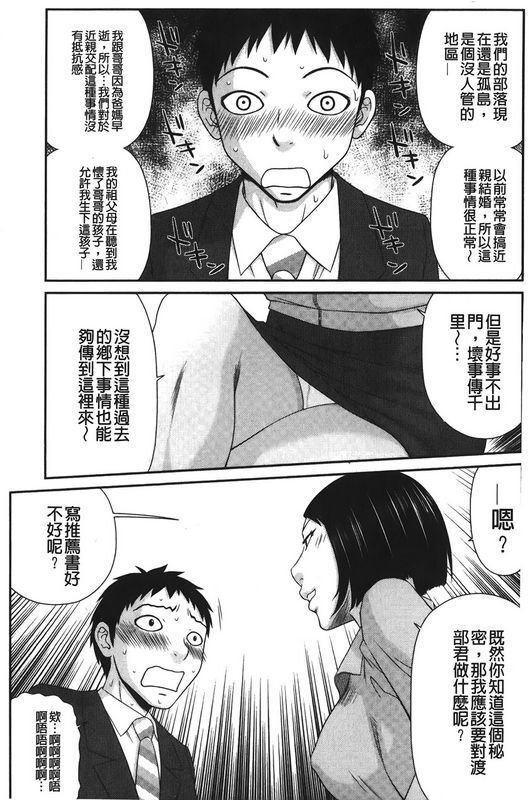 我們的部落現
在還是孤島，
是個沒人管的
地區—
以前常常會搞近
親結婚，所以這
種事情很正常～
我跟哥哥因為爸媽早
逝，所以…我們對於
近親交配這種事情沒
有抵抗感
我的祖父母在聽到我
懷了哥哥的孩子，還
允許我生下這孩子—
ドキン
ドキン
ドキン
ドキン
但是好事不出
門，壞事傳千
里～…
沒想到這種過去
的鄉下事情也能
夠傳到這裡來～
—嗯？
既然你知道這個秘
密，那我應該要對渡
部君做什麼呢？
寫推薦書好
不好呢？
欸…啊啊啊啊唔
啊唔唔啊啊啊…